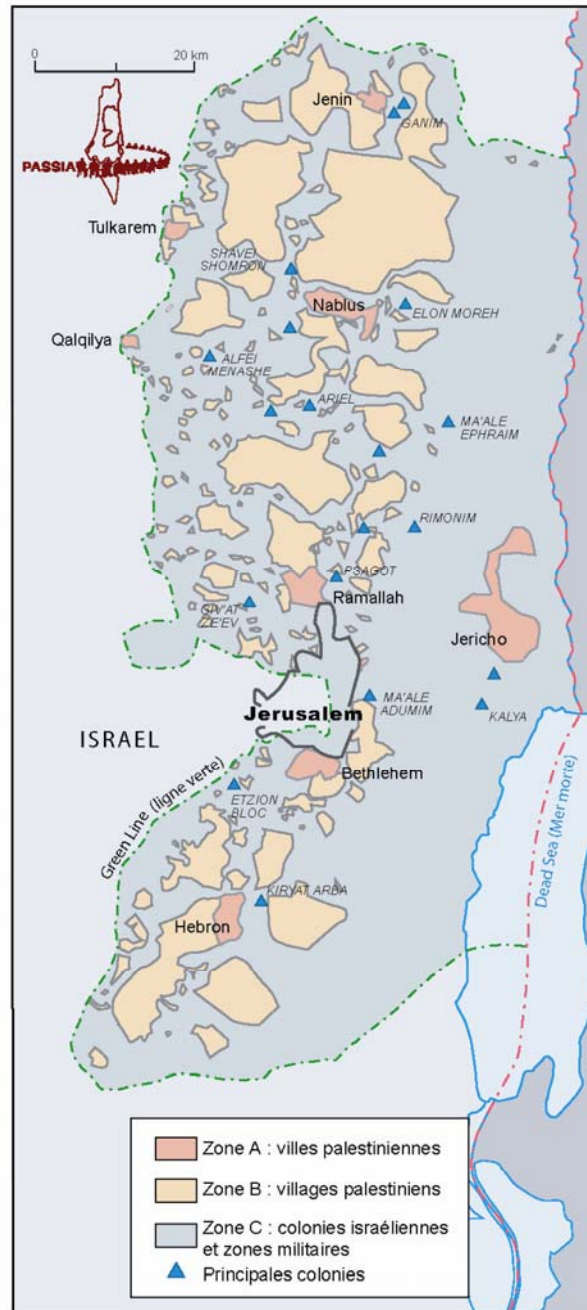 0 20 km
PASSIA
Jenin
GANIM
Tulkarem
SHAVEI
SHOMRON
Nablus
ELON MOREH
Qalqilya
ALFEI
MENASHE
ARIEL
MA'ALE
EPHRAIM
RIMONIM
PSAGOT
Ramallah
GIV'AT
ZE'EV
Jericho
MA'ALE
ADUMIM
KALYA
Jerusalem
ISRAEL
Bethlehem
Green Line (ligne verte)
ETZION
BLOC
Dead Sea (Mer morte)
KIRYAT ARBA
Hebron
Zone A : villes palestiniennes
Zone B : villages palestiniens
Zone C : colonies israéliennes
et zones militaires
Principales colonies